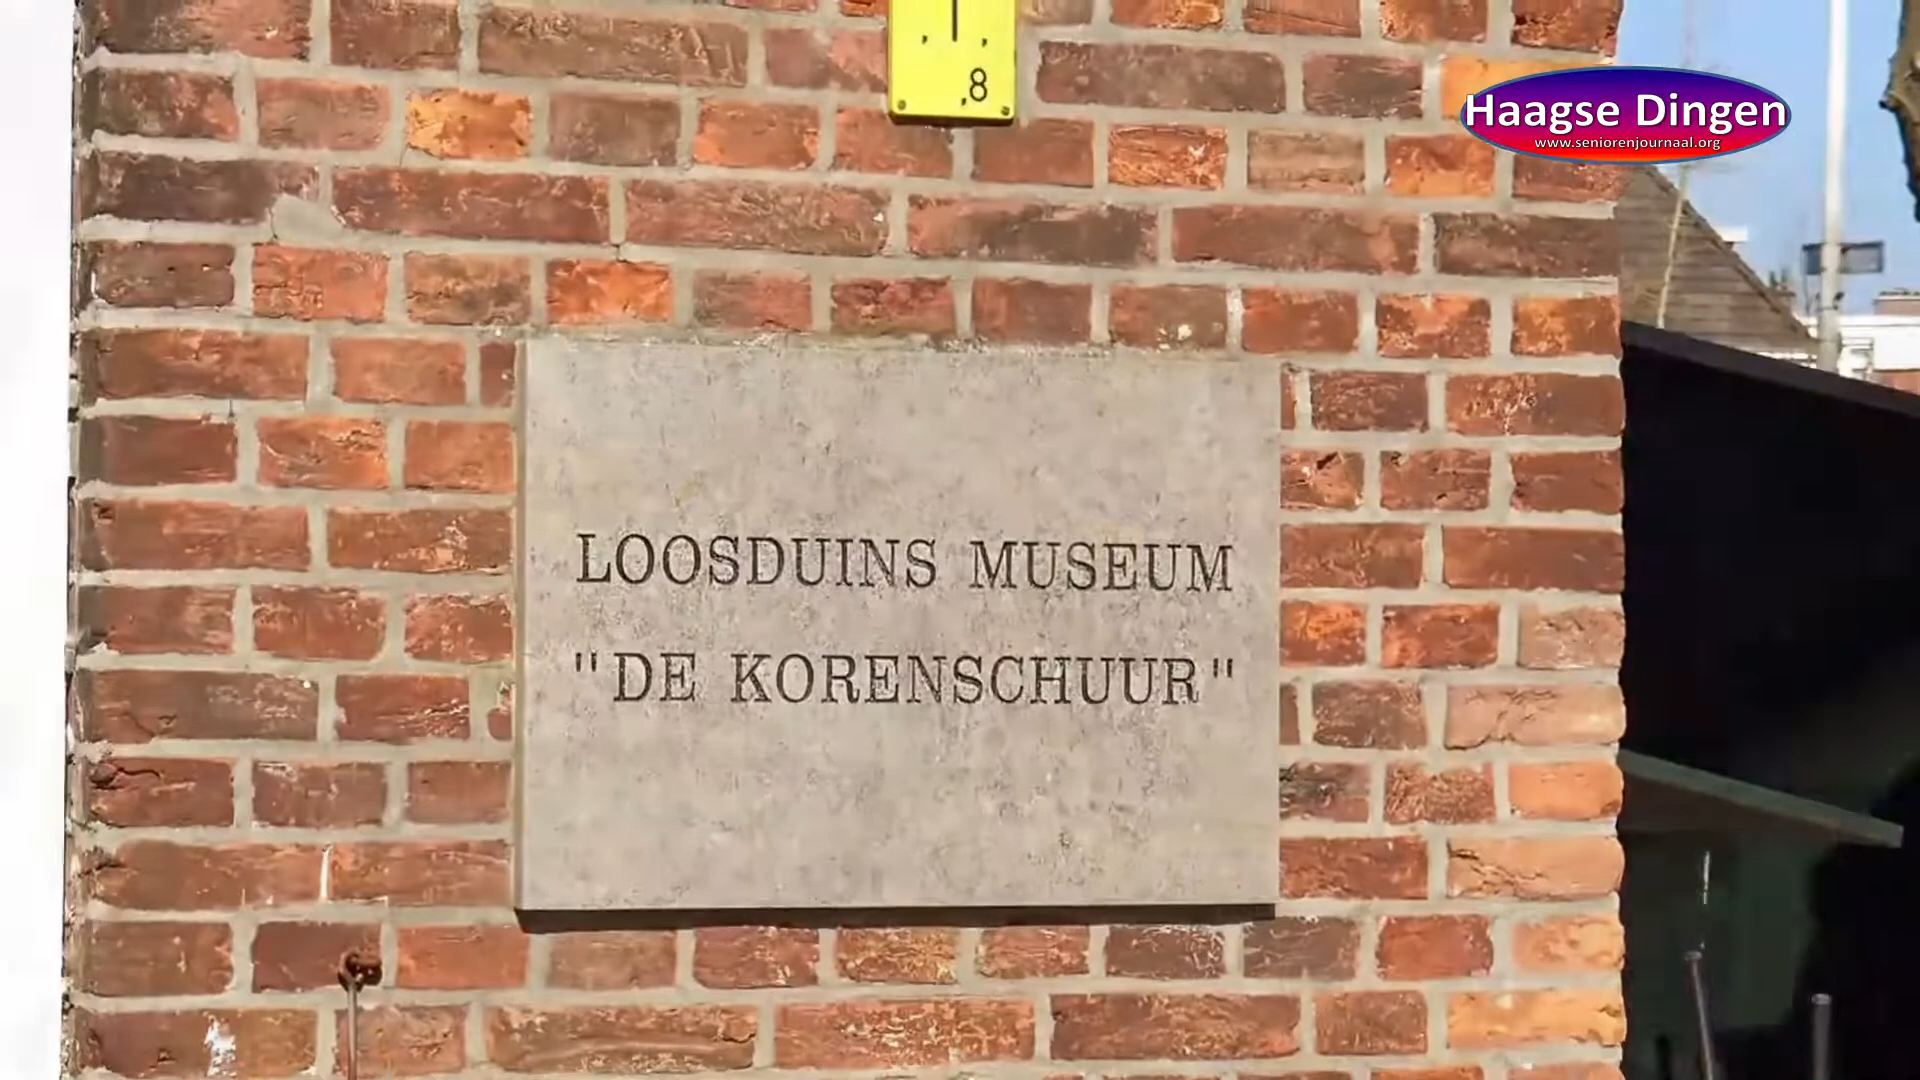 , ,
,8
Haagse Dingen
www.seniorenjournaal.org
LOOSDUINS MUSEUM
"DE KORENSCHUUR"